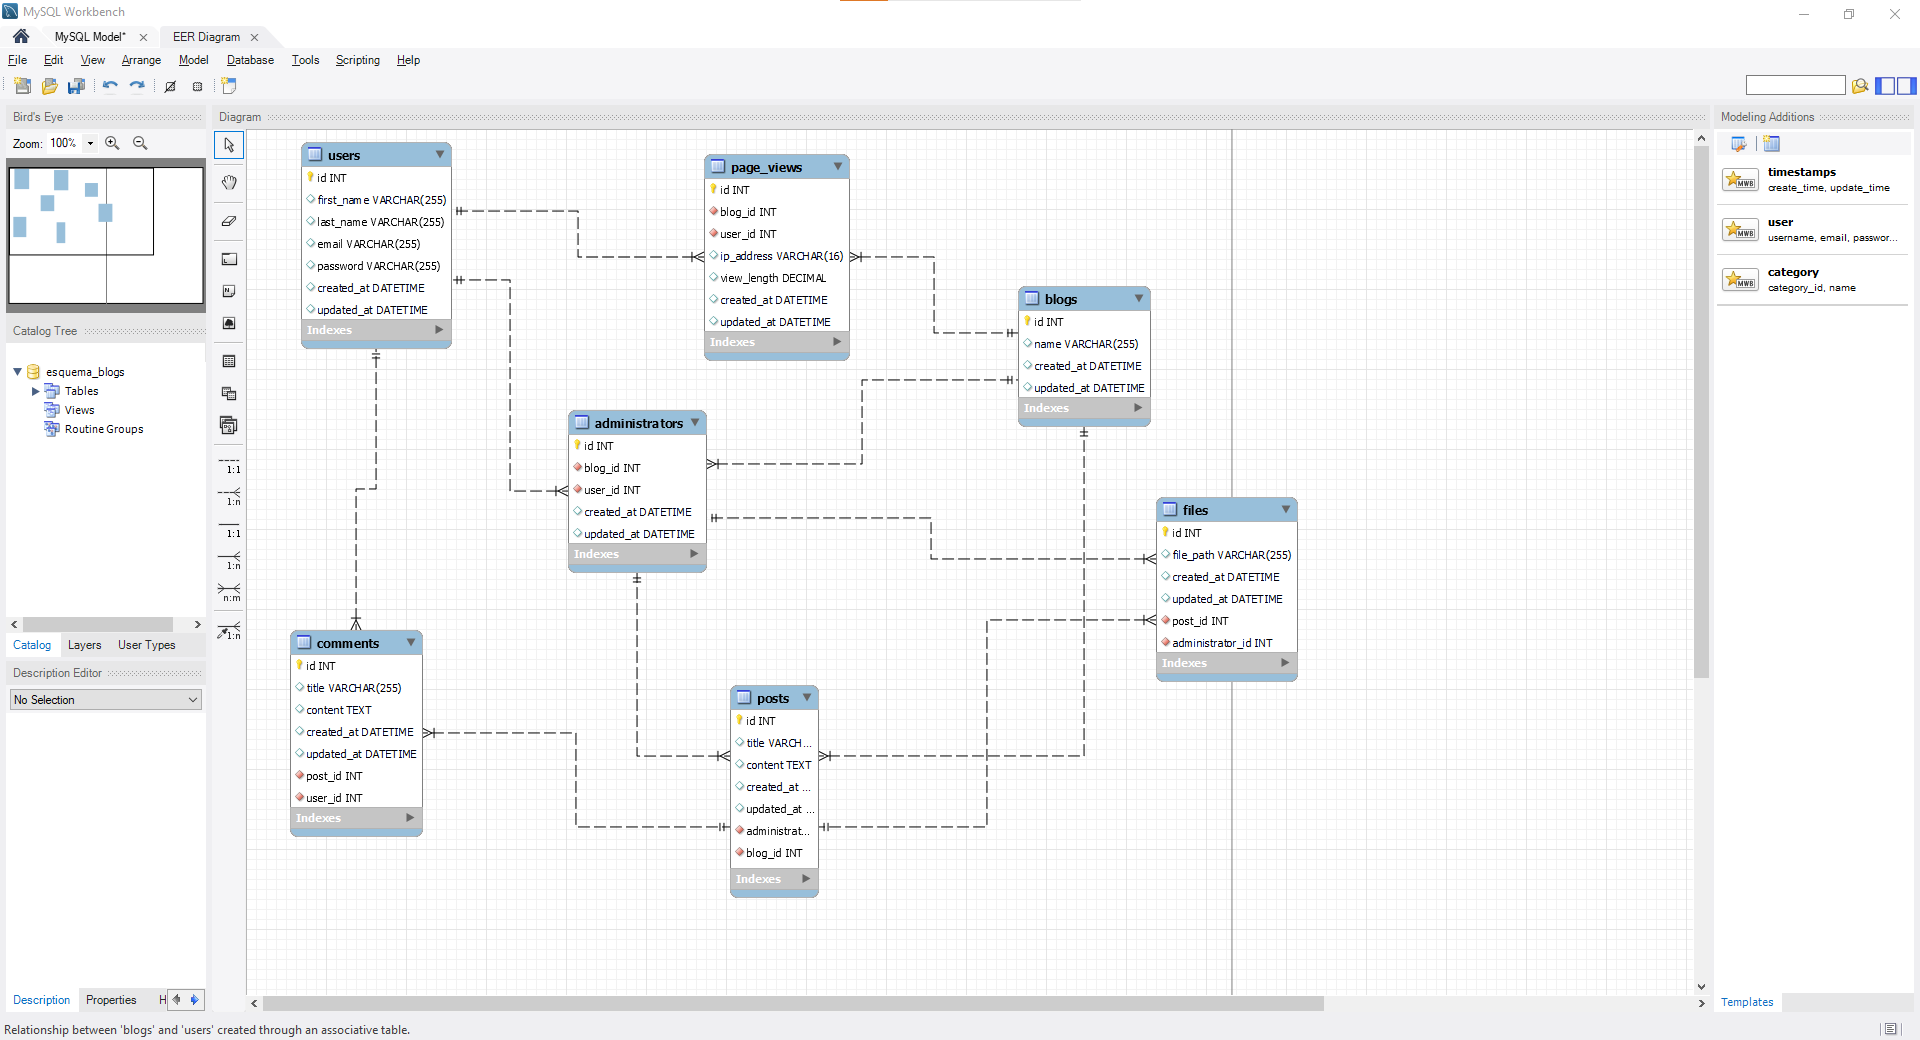 MySQL Workbench
MySQL Model*
EER Diagram
File Edit View Arrange Model Database Tools Scripting Help
Bird's Eye
Zoom: 100%
Catalog Tree
esquema_blogs
Tables
Views
Routine Groups
Catalog Layers User Types
Description Editor
No Selection
Description Properties H
Diagram
1:1
1:n
1:1
1:n
n:m
1:n
users
id INT
first_name VARCHAR(255)
last_name VARCHAR(255)
email VARCHAR(255)
password VARCHAR(255)
created_at DATETIME
updated_at DATETIME
Indexes
page_views
id INT
blog_id INT
user_id INT
ip_address VARCHAR(16)
view_length DECIMAL
created_at DATETIME
updated_at DATETIME
Indexes
blogs
id INT
name VARCHAR(255)
created_at DATETIME
updated_at DATETIME
Indexes
administrators
id INT
blog_id INT
user_id INT
created_at DATETIME
updated_at DATETIME
Indexes
files
id INT
file_path VARCHAR(255)
created_at DATETIME
updated_at DATETIME
post_id INT
administrator_id INT
Indexes
comments
id INT
title VARCHAR(255)
content TEXT
created_at DATETIME
updated_at DATETIME
post_id INT
user_id INT
Indexes
posts
id INT
title VARCH...
content TEXT
created_at ...
updated_at ...
administrat...
blog_id INT
Indexes
Modeling Additions
MWB
timestamps
create_time, update_time
MWB
user
username, email, passwor...
MWB
category
category_id, name
Templates
Relationship between 'blogs' and 'users' created through an associative table.